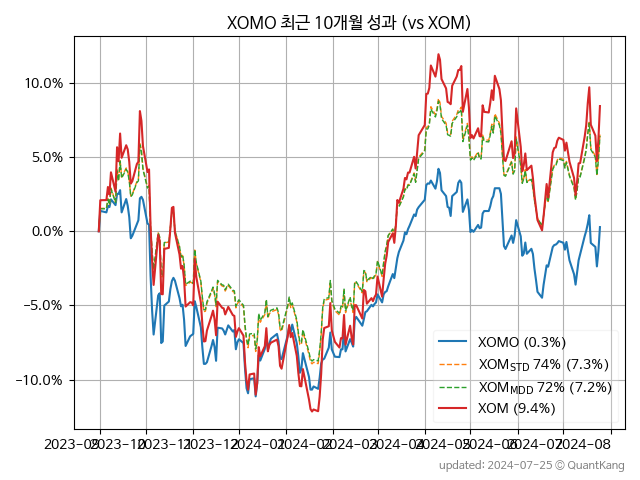 XOMO 최근 10개월 성과 (vs XOM)
10.0%
5.0%
0.0%
−5.0%
−10.0%
XOMO (0.3%)
XOM_STD 74% (7.3%)
XOM_MDD 72% (7.2%)
XOM (9.4%)
2023-09 2023-10 2023-11 2023-12 2024-01 2024-02 2024-03 2024-04 2024-05 2024-06 2024-07 2024-08
updated: 2024-07-25 © QuantKang